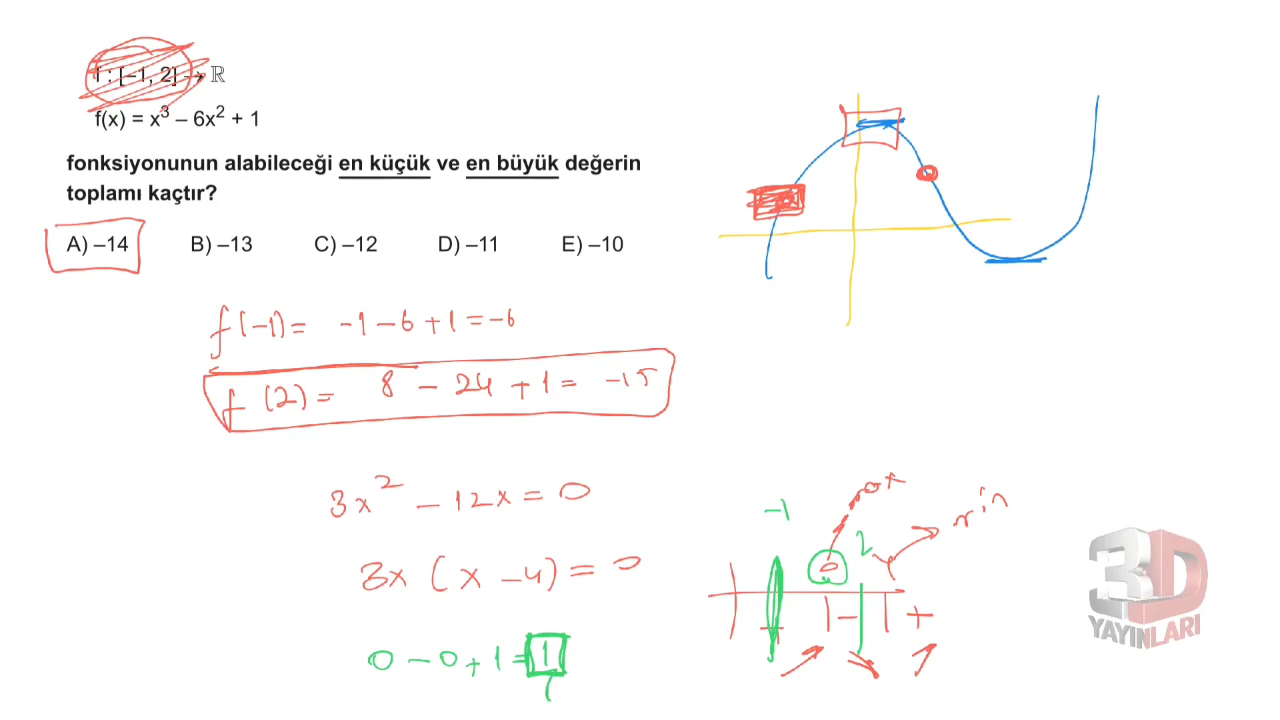 f : [–1, 2] → ℝ
f(x) = x³ – 6x² + 1
fonksiyonunun alabileceği en küçük ve en büyük değerin
toplamı kaçtır?
A) –14 B) –13 C) –12 D) –11 E) –10
f(-1) = -1 - 6 + 1 = -6
f(2) = 8 - 24 + 1 = -15
3x² - 12x = 0
3x (x - 4) = 0
0 - 0 + 1 = 1
max
min
-1
0 2 4
+ - +
3D
YAYINLARI